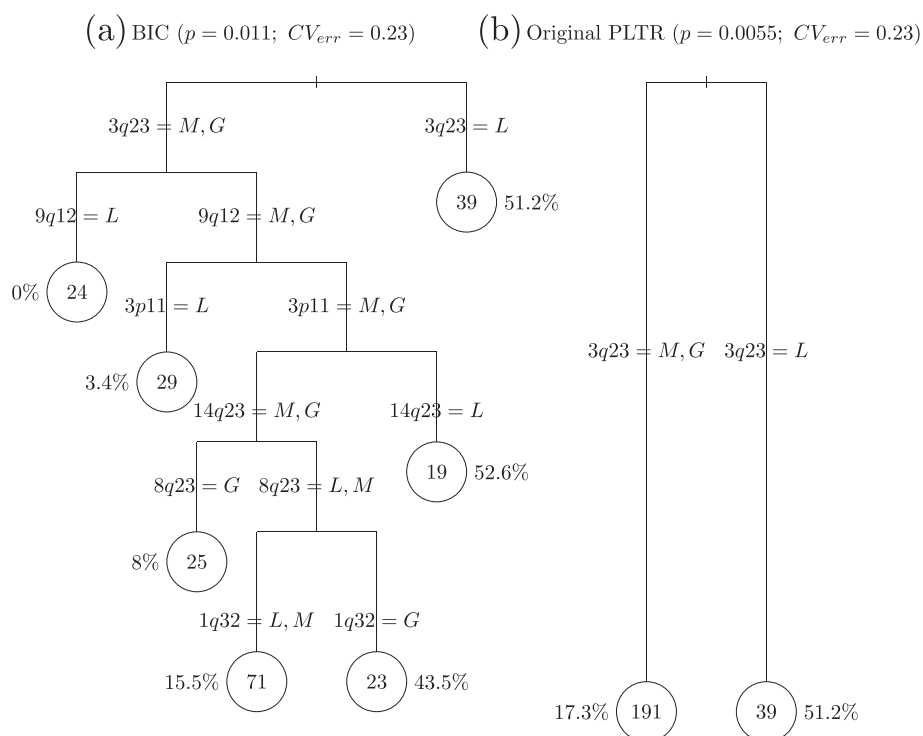 (a) BIC (p = 0.011; CV_err = 0.23)
(b) Original PLTR (p = 0.0055; CV_err = 0.23)
3q23 = M, G
3q23 = L
39
51.2%
9q12 = L
9q12 = M, G
0%
24
3p11 = L
3p11 = M, G
3q23 = M, G
3q23 = L
3.4%
29
14q23 = M, G
14q23 = L
19
52.6%
8q23 = G
8q23 = L, M
8%
25
1q32 = L, M
1q32 = G
15.5%
71
23
43.5%
17.3%
191
39
51.2%